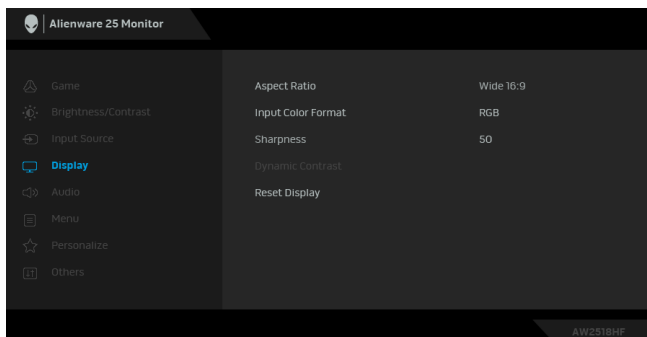 Alienware 25 Monitor
Game
Brightness/Contrast
Input Source
Display
Audio
Menu
Personalize
Others
Aspect Ratio Wide 16:9
Input Color Format RGB
Sharpness 50
Dynamic Contrast
Reset Display
AW2518HF